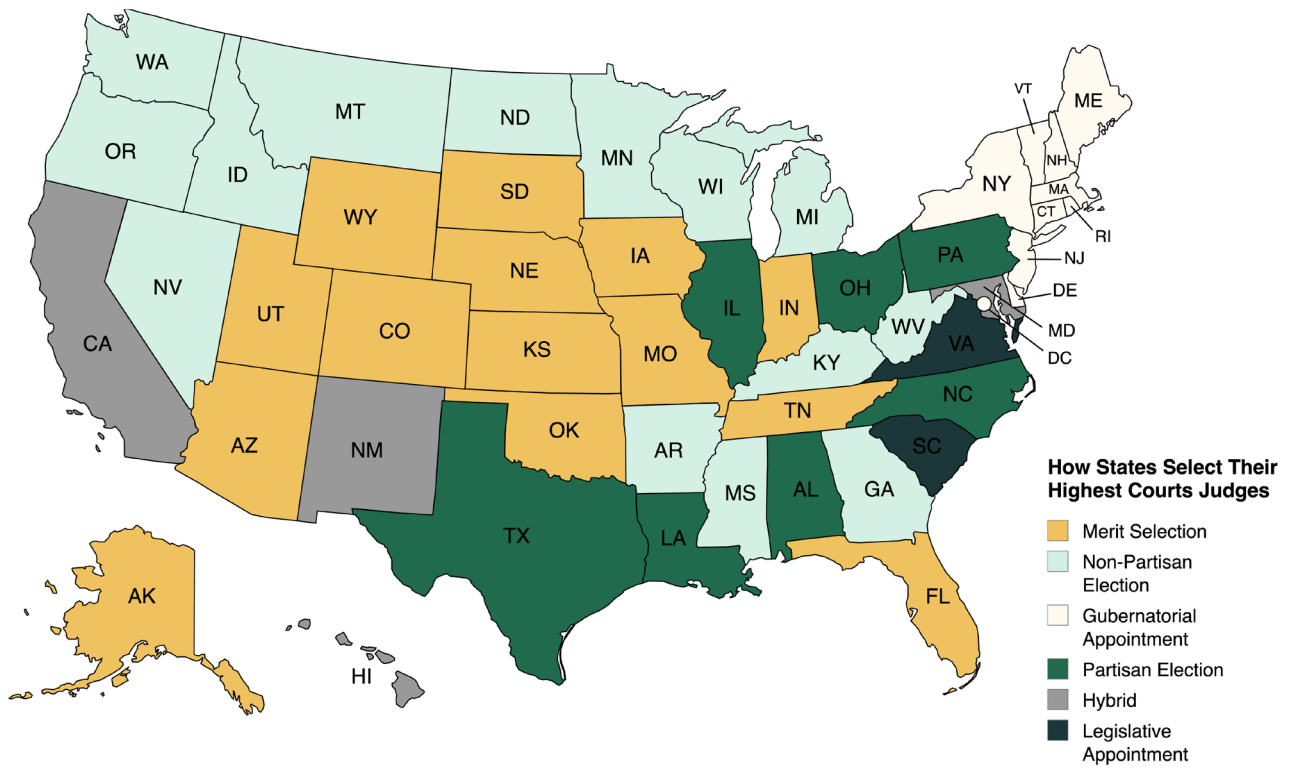 WA
OR
ID
MT
ND
MN
WI
MI
SD
WY
NE
IA
NV
UT
CO
KS
MO
IL
IN
OH
PA
NY
VT
ME
NH
MA
CT
RI
NJ
DE
MD
DC
WV
VA
KY
CA
AZ
NM
OK
AR
TN
NC
SC
MS
AL
GA
TX
LA
FL
AK
HI
How States Select Their
Highest Courts Judges
Merit Selection
Non-Partisan
Election
Gubernatorial
Appointment
Partisan Election
Hybrid
Legislative
Appointment